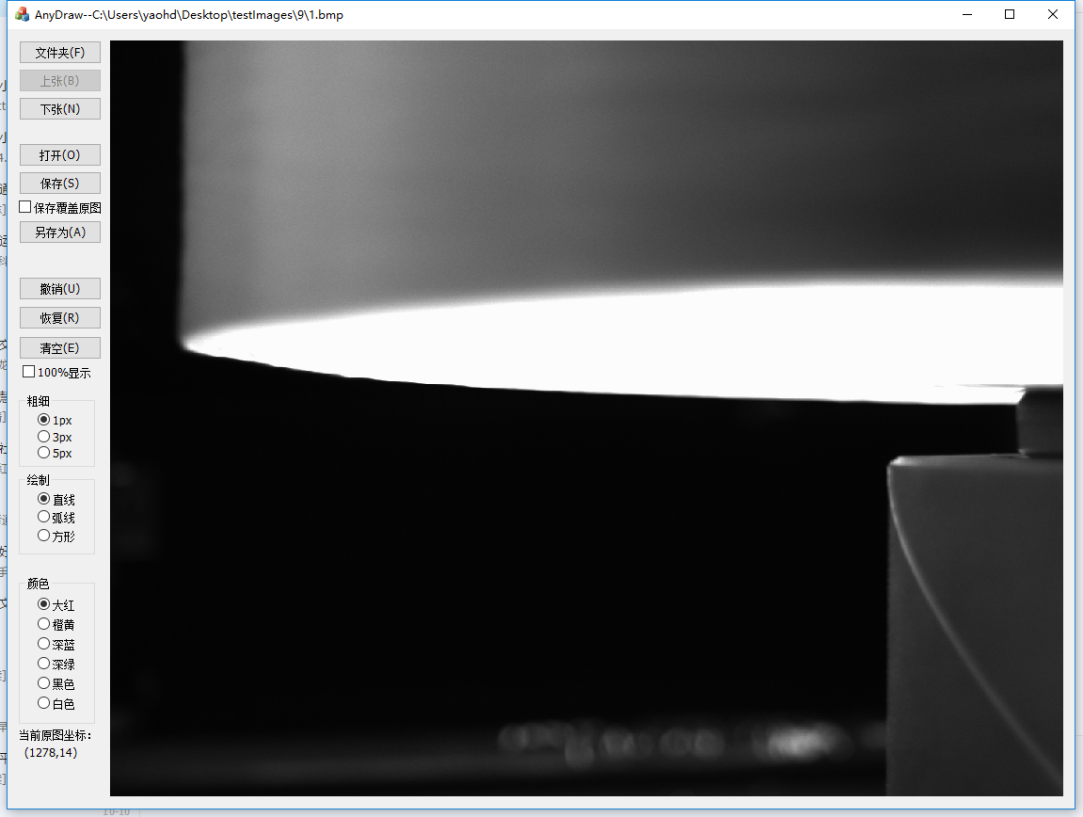 AnyDraw--C:\Users\yaohd\Desktop\testImages\9\1.bmp
文件夹(F)
上张(B)
下张(N)
打开(O)
保存(S)
保存覆盖原图
另存为(A)
撤销(U)
恢复(R)
清空(E)
100%显示
粗细
1px
3px
5px
绘制
直线
弧线
方形
颜色
大红
橙黄
深蓝
深绿
黑色
白色
当前原图坐标:
(1278,14)
10-10